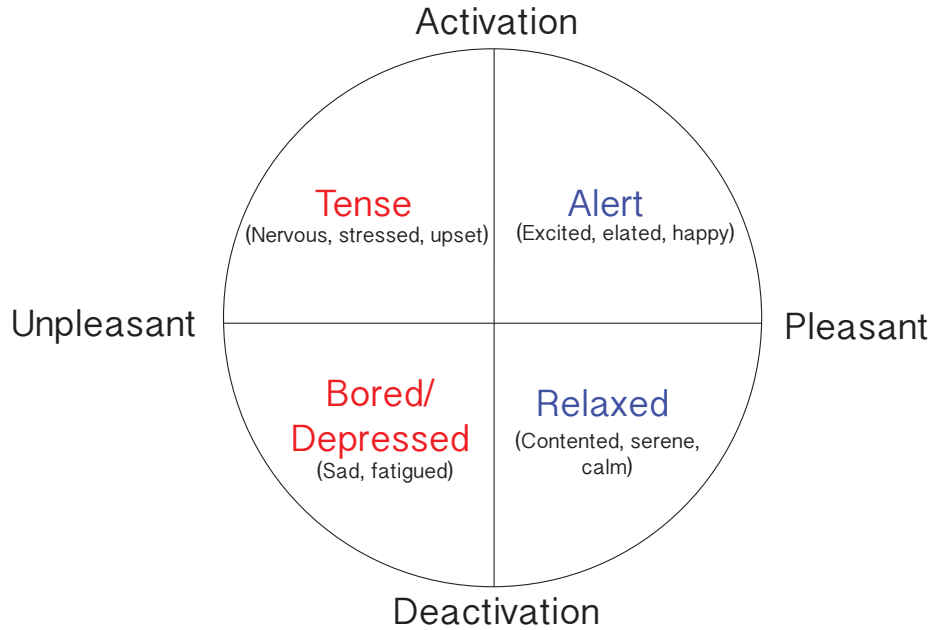 Activation
Tense
(Nervous, stressed, upset)
Alert
(Excited, elated, happy)
Unpleasant
Pleasant
Bored/
Depressed
(Sad, fatigued)
Relaxed
(Contented, serene,
calm)
Deactivation